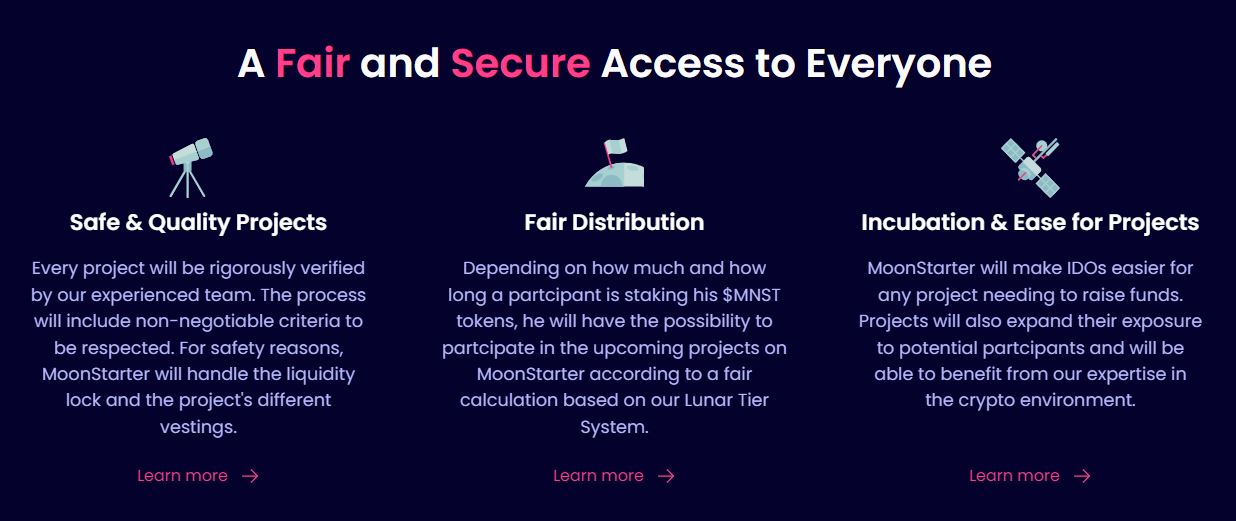 A Fair and Secure Access to Everyone
Safe & Quality Projects
Every project will be rigorously verified
by our experienced team. The process
will include non-negotiable criteria to
be respected. For safety reasons,
MoonStarter will handle the liquidity
lock and the project's different
vestings.
Learn more
Fair Distribution
Depending on how much and how
long a partcipant is staking his $MNST
tokens, he will have the possibility to
partcipate in the upcoming projects on
MoonStarter according to a fair
calculation based on our Lunar Tier
System.
Learn more
Incubation & Ease for Projects
MoonStarter will make IDOs easier for
any project needing to raise funds.
Projects will also expand their exposure
to potential partcipants and will be
able to benefit from our expertise in
the crypto environment.
Learn more